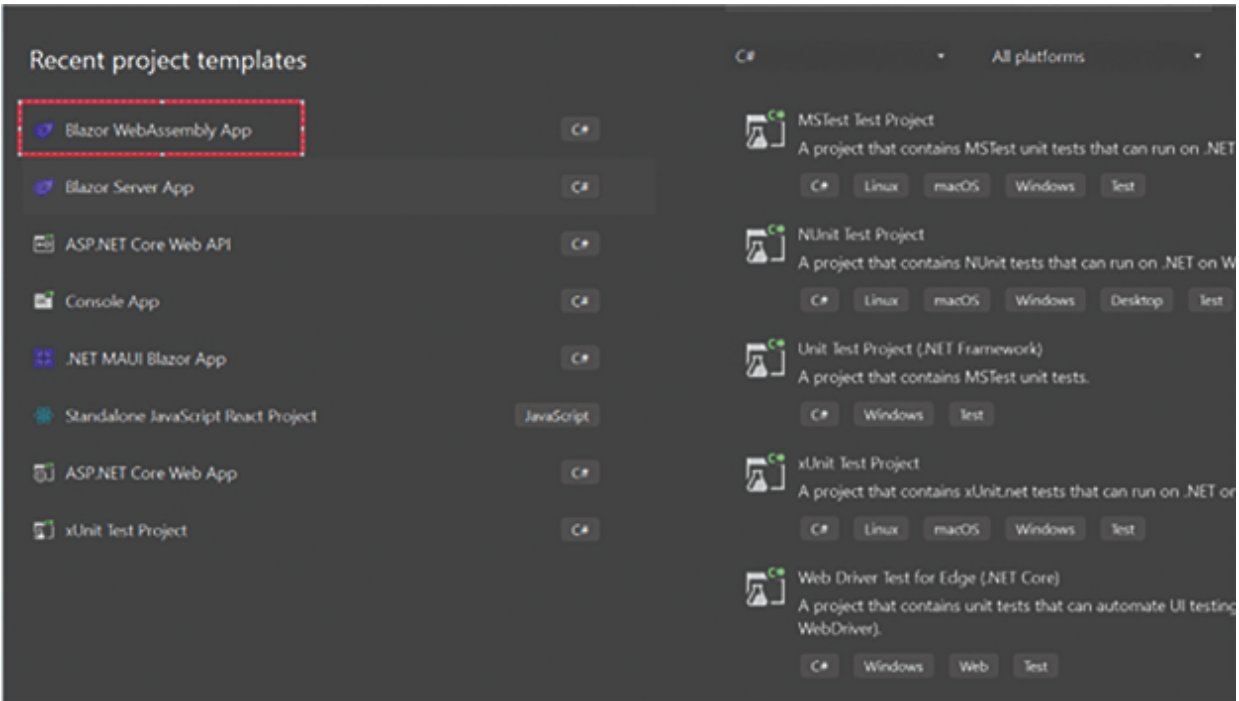 Recent project templates
Blazor WebAssembly App C#
Blazor Server App C#
ASP.NET Core Web API C#
Console App C#
.NET MAUI Blazor App C#
Standalone JavaScript React Project JavaScript
ASP.NET Core Web App C#
xUnit Test Project C#
C# All platforms
MSTest Test Project
A project that contains MSTest unit tests that can run on .NET
C# Linux macOS Windows Test
NUnit Test Project
A project that contains NUnit tests that can run on .NET on W
C# Linux macOS Windows Desktop Test
Unit Test Project (.NET Framework)
A project that contains MSTest unit tests.
C# Windows Test
xUnit Test Project
A project that contains xUnit.net tests that can run on .NET on
C# Linux macOS Windows Test
Web Driver Test for Edge (.NET Core)
A project that contains unit tests that can automate UI testing
WebDriver).
C# Windows Web Test